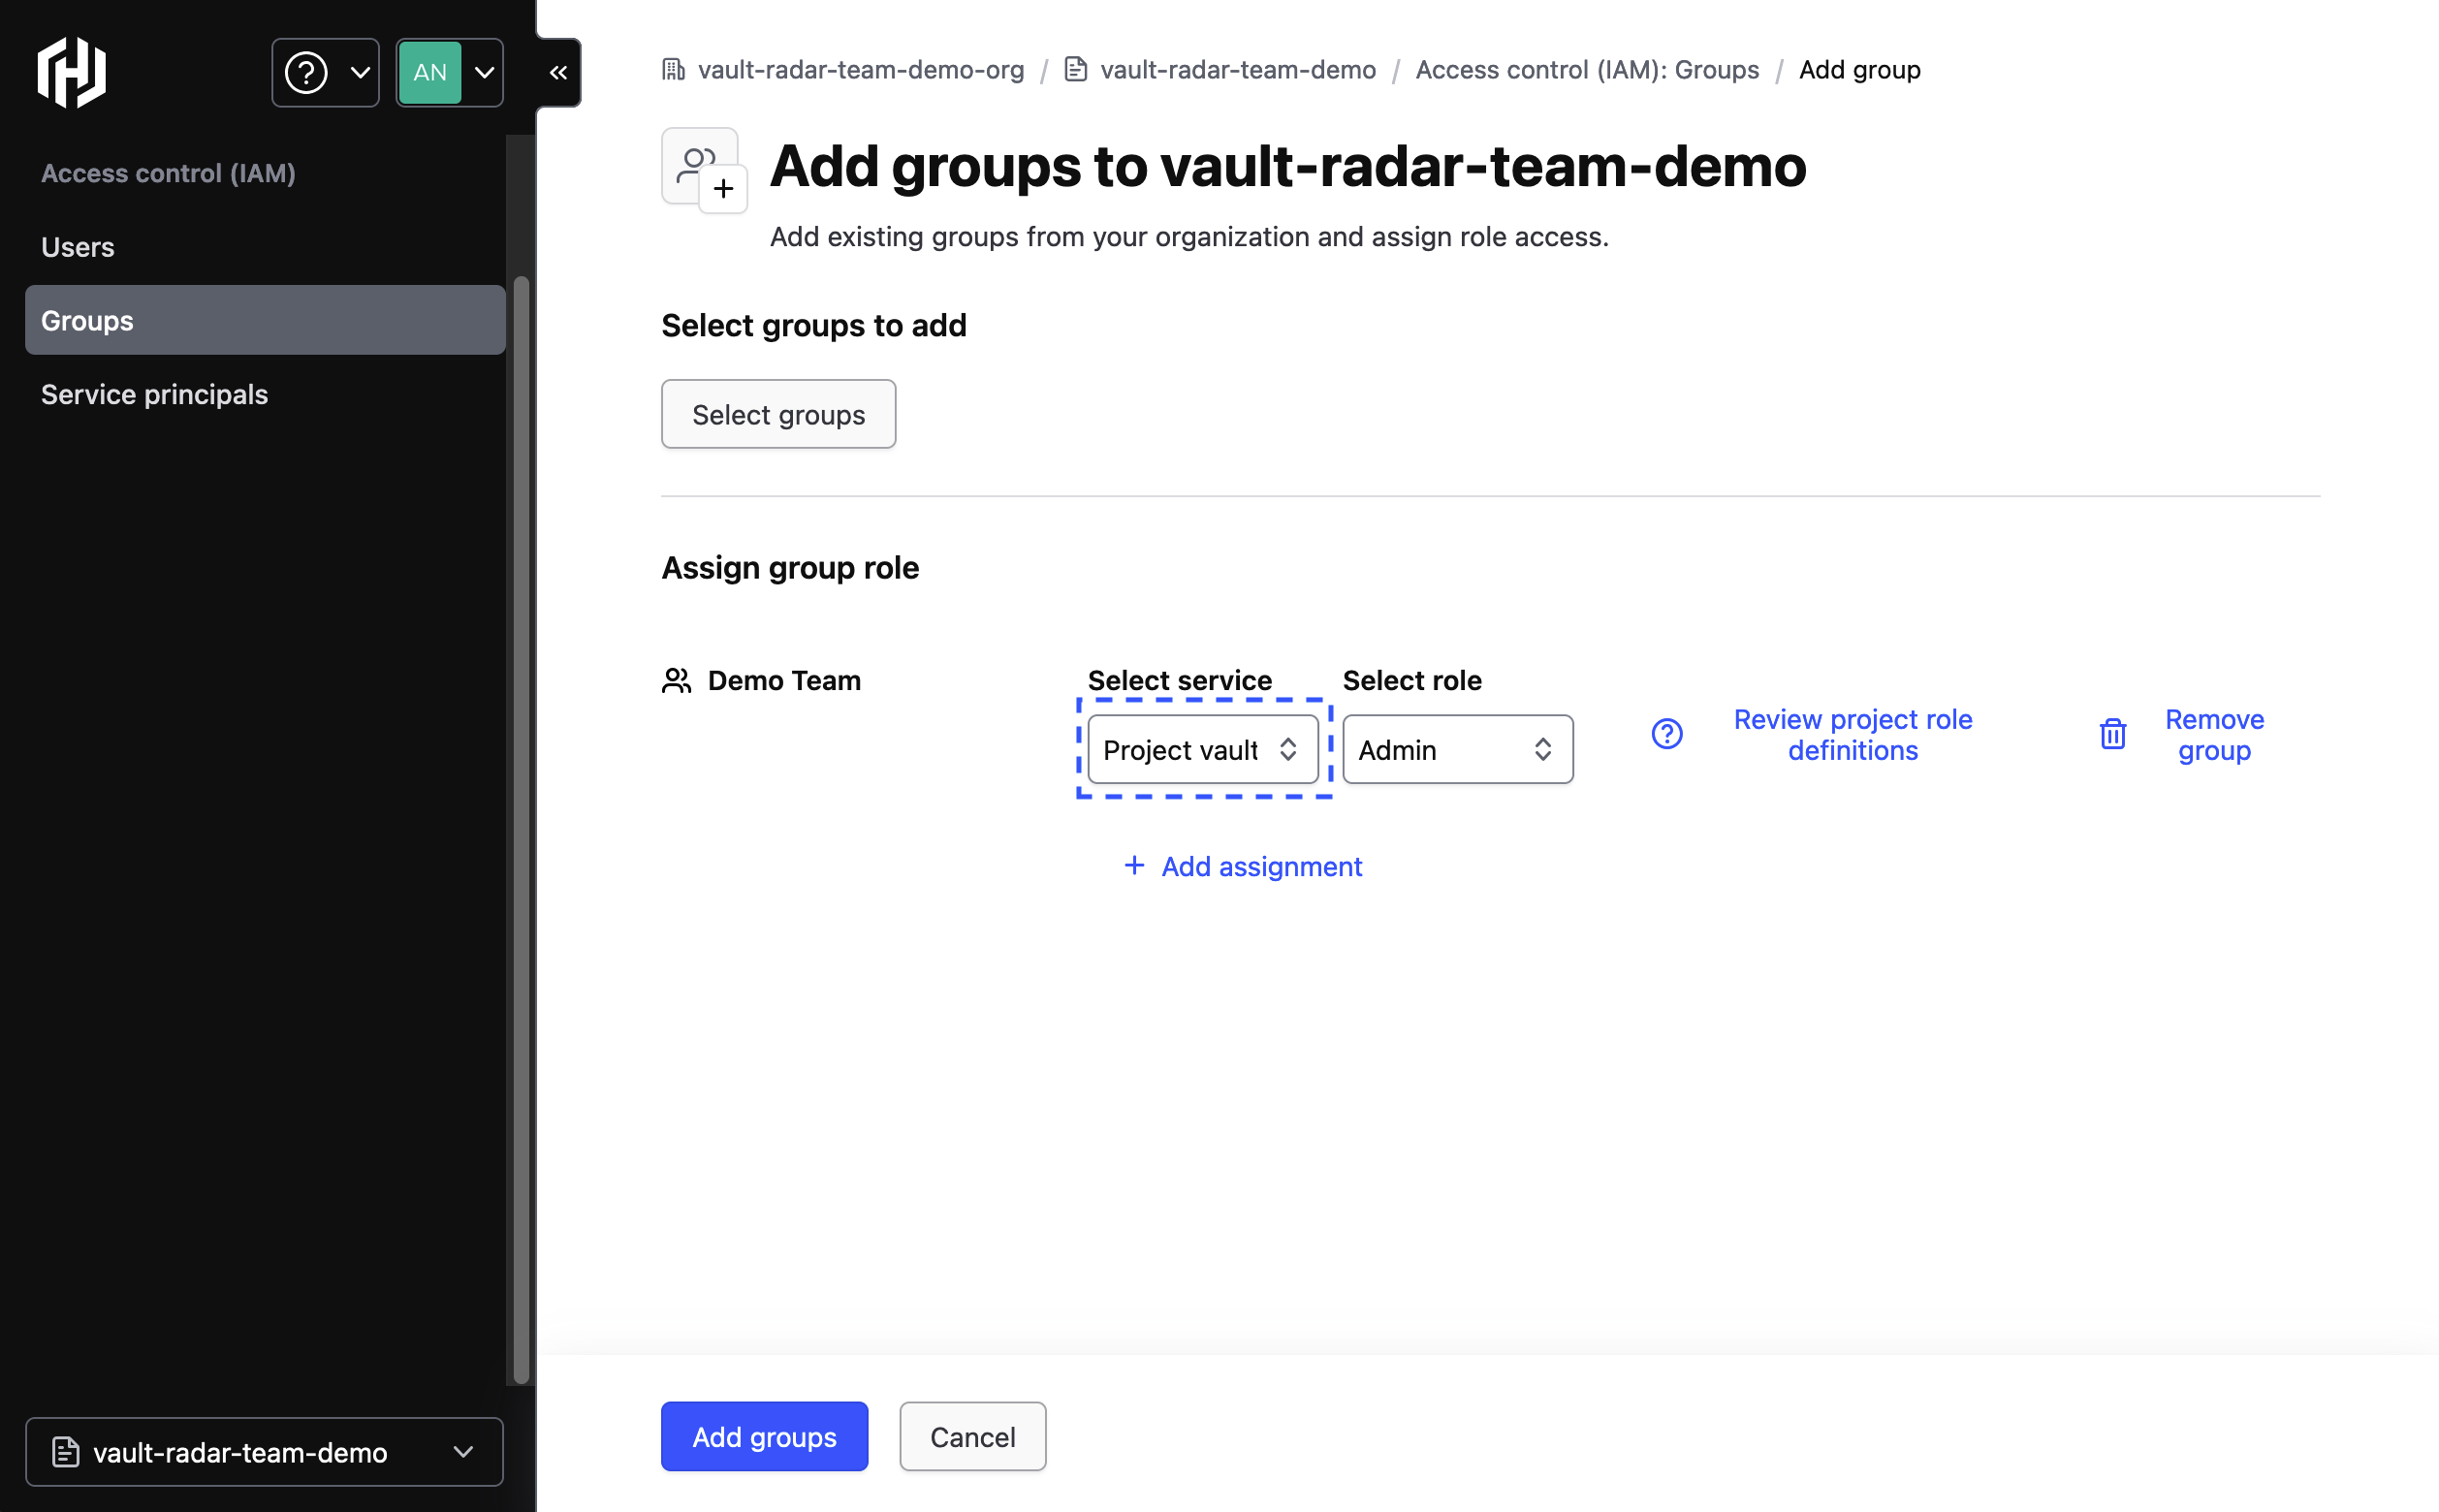 AN
Access control (IAM)
Users
Groups
Service principals
vault-radar-team-demo
vault-radar-team-demo-org / vault-radar-team-demo / Access control (IAM): Groups / Add group
Add groups to vault-radar-team-demo
Add existing groups from your organization and assign role access.
Select groups to add
Select groups
Assign group role
Demo Team
Select service
Project vault
Select role
Admin
Review project role
definitions
Remove
group
+ Add assignment
Add groups
Cancel